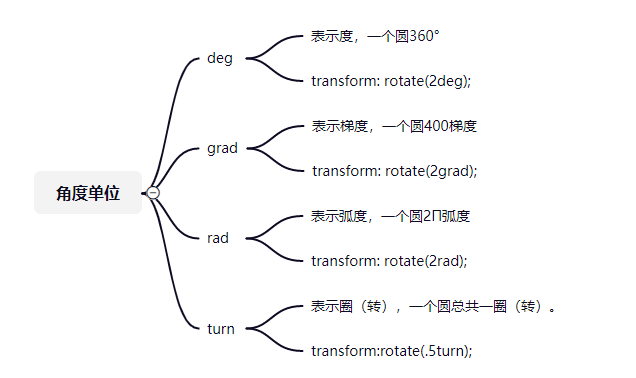 角度单位
deg
表示度，一个圆360°
transform: rotate(2deg);
grad
表示梯度，一个圆400梯度
transform: rotate(2grad);
rad
表示弧度，一个圆2Π弧度
transform: rotate(2rad);
turn
表示圈（转），一个圆总共一圈（转）。
transform:rotate(.5turn);